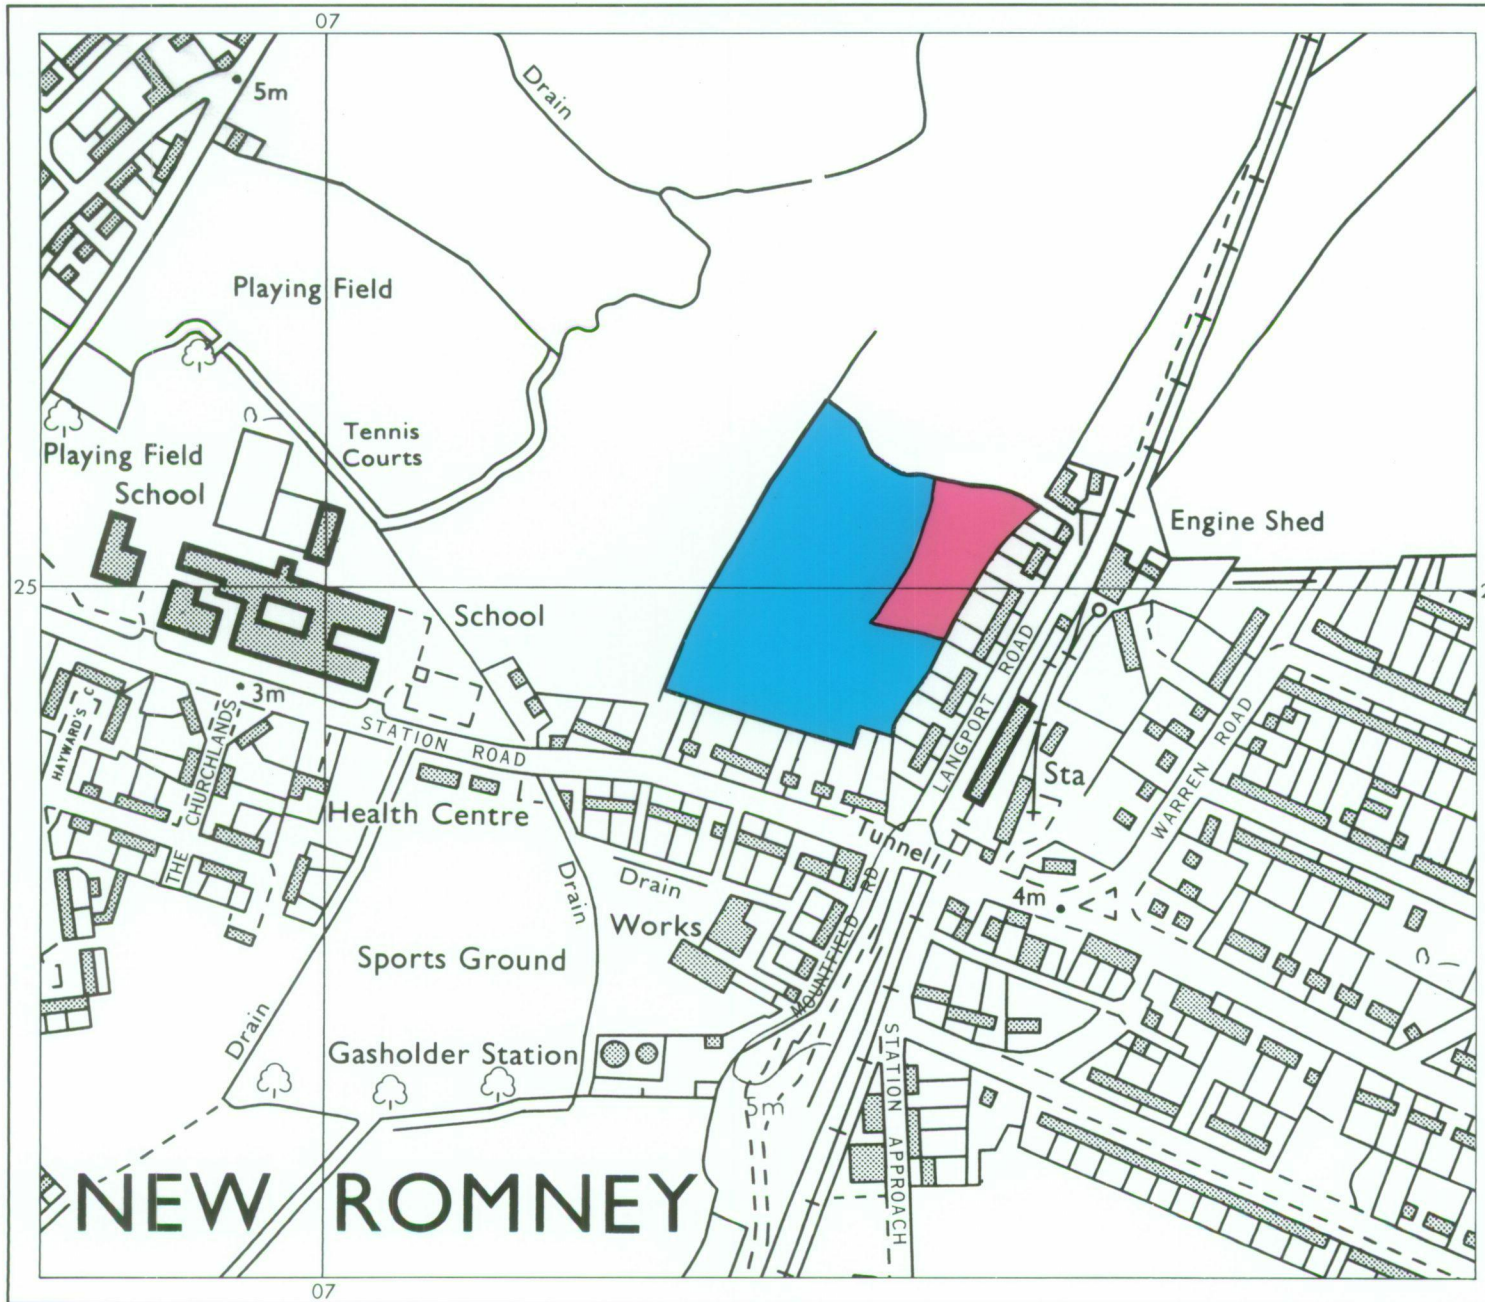 07
5m
Drain
Playing Field
Tennis
Courts
Playing Field
School
Engine Shed
25
2
School
3m
HAYWARD'S C
THE CHURCHLANDS
STATION ROAD
LANGPORT ROAD
Sta
WARREN ROAD
Health Centre
Tunnel
Drain
Drain
4m
Works
MOUNTFIELD RD
Sports Ground
Drain
Gasholder Station
5m
STATION APPROACH
NEW ROMNEY
07